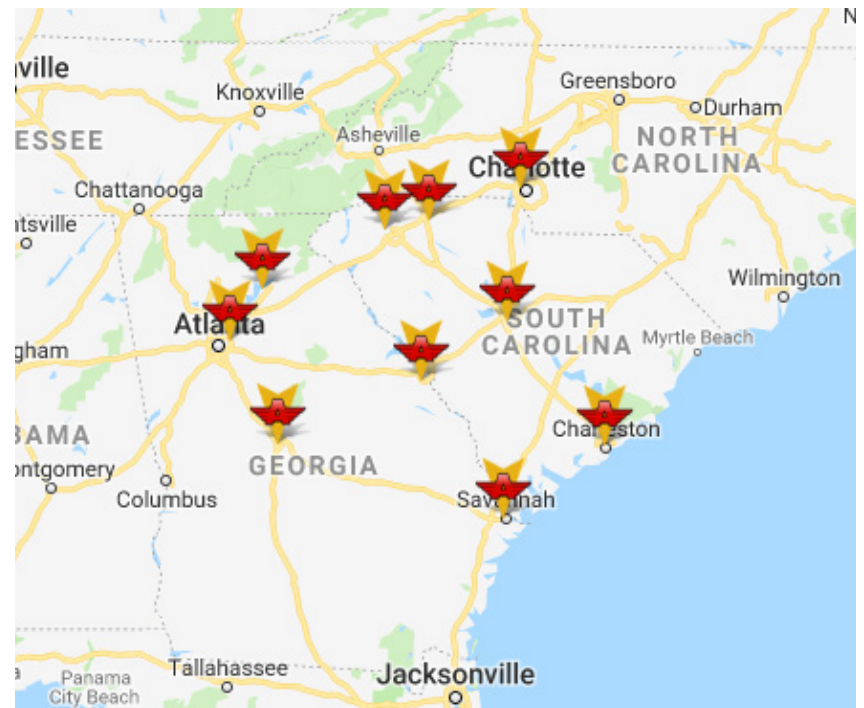 N
ville
Knoxville
Greensboro
Durham
ESSEE
Asheville
NORTH
CAROLINA
Charlotte
Chattanooga
ntsville
Wilmington
Atlanta
SOUTH
CAROLINA
Myrtle Beach
gham
BAMA
Charleston
ontgomery
GEORGIA
Columbus
Savannah
Tallahassee
Jacksonville
Panama
City Beach